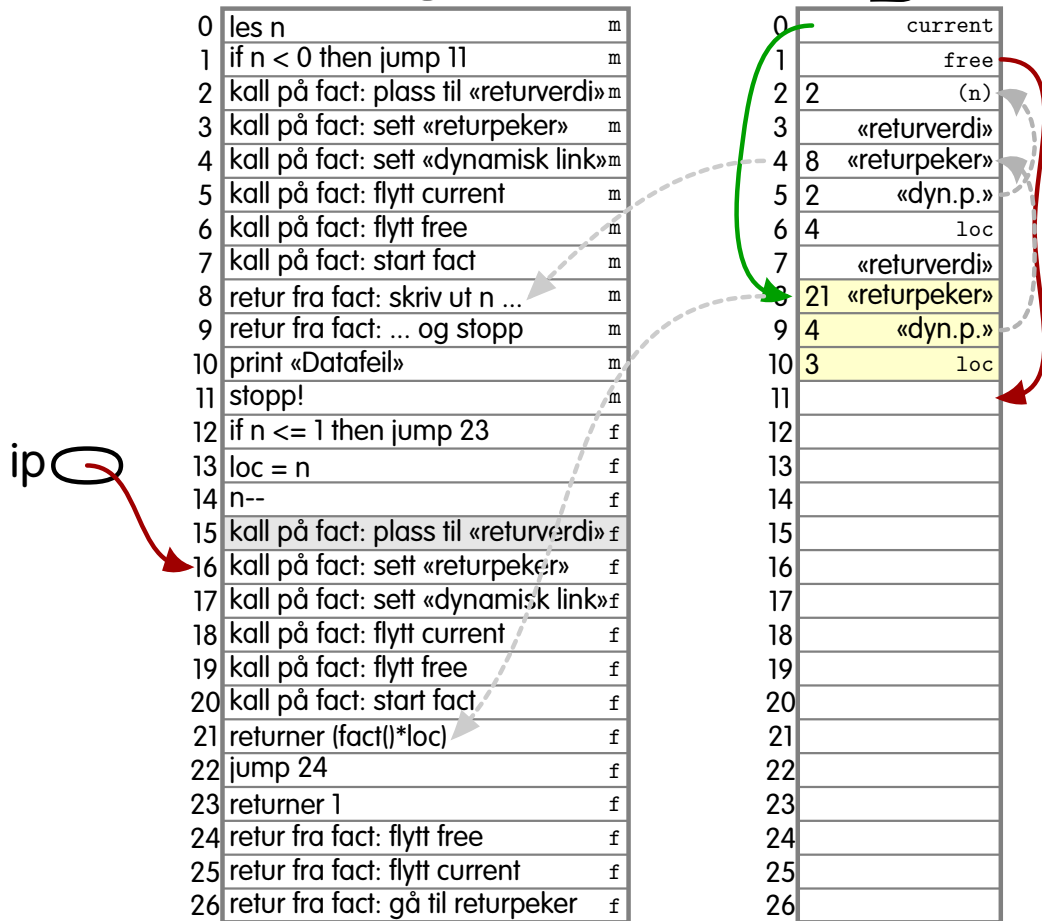 0 les n m
1 if n < 0 then jump 11 m
2 kall på fact: plass til «returverdi» m
3 kall på fact: sett «returpeker» m
4 kall på fact: sett «dynamisk link» m
5 kall på fact: flytt current m
6 kall på fact: flytt free m
7 kall på fact: start fact m
8 retur fra fact: skriv ut n ... m
9 retur fra fact: ... og stopp m
10 print «Datafeil» m
11 stopp! m
12 if n <= 1 then jump 23 f
13 loc = n f
14 n-- f
15 kall på fact: plass til «returverdi» f
16 kall på fact: sett «returpeker» f
17 kall på fact: sett «dynamisk link» f
18 kall på fact: flytt current f
19 kall på fact: flytt free f
20 kall på fact: start fact f
21 returner (fact()*loc) f
22 jump 24 f
23 returner 1 f
24 retur fra fact: flytt free f
25 retur fra fact: flytt current f
26 retur fra fact: gå til returpeker f
ip
0 current
1 free
2 2 (n)
3 «returverdi»
4 8 «returpeker»
5 2 «dyn.p.»
6 4 loc
7 «returverdi»
8 21 «returpeker»
9 4 «dyn.p.»
10 3 loc
11
12
13
14
15
16
17
18
19
20
21
22
23
24
25
26